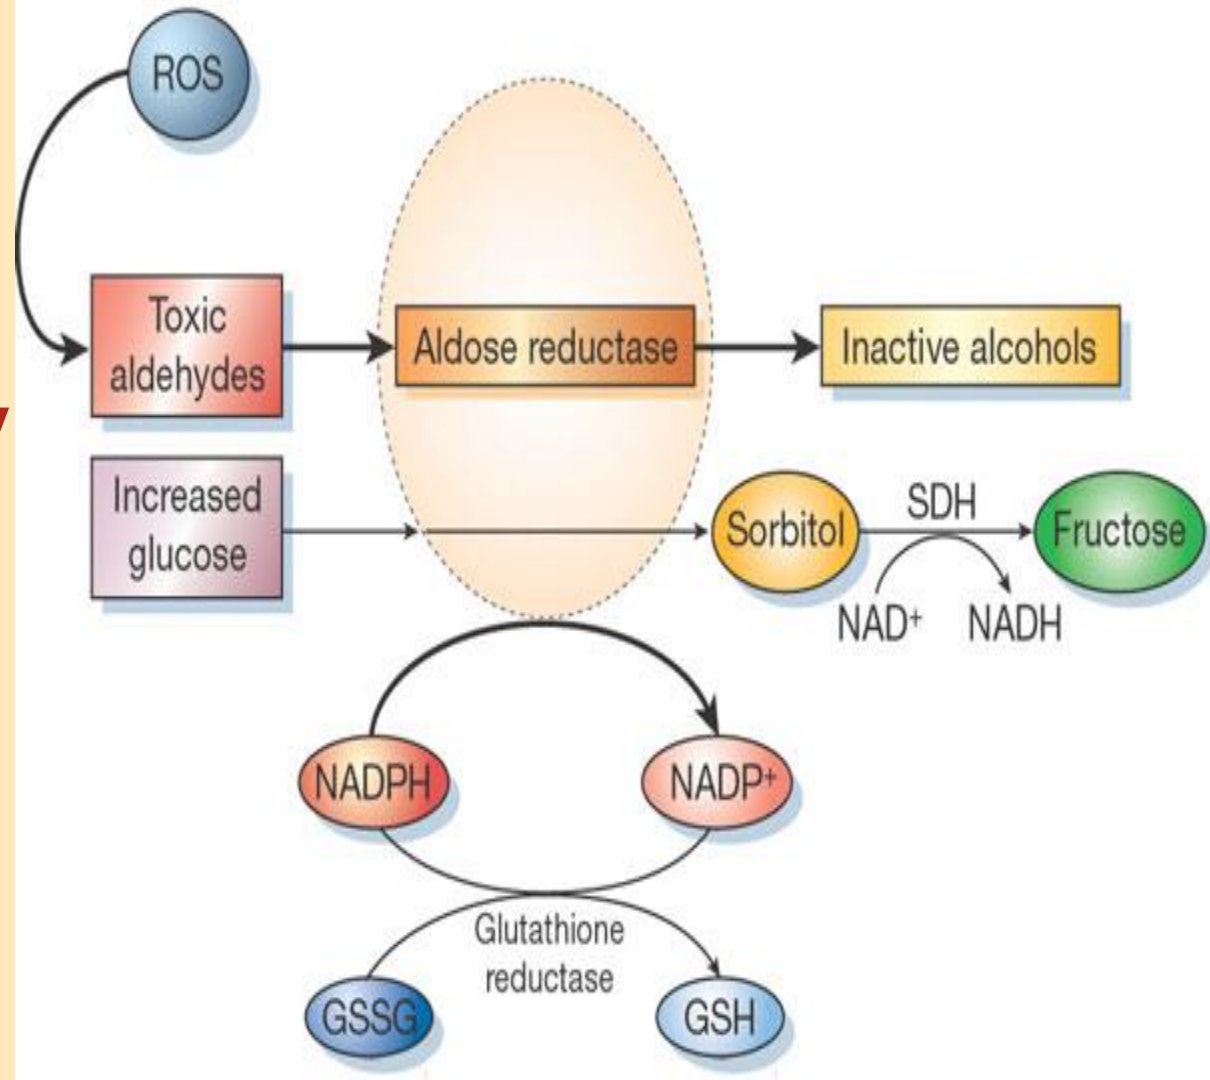 ROS
Toxic
aldehydes
Aldose reductase
Inactive alcohols
Increased
glucose
Sorbitol
SDH
Fructose
NAD⁺
NADH
NADPH
NADP⁺
Glutathione
reductase
GSSG
GSH